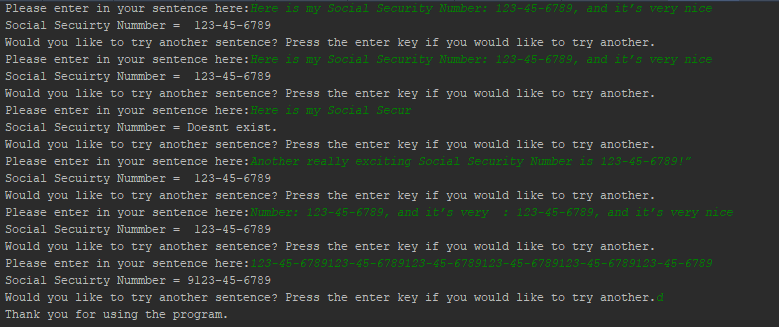 Please enter in your sentence here:Here is my Social Security Number: 123-45-6789, and it’s very nice
Social Secuirty Nummber =  123-45-6789
Would you like to try another sentence? Press the enter key if you would like to try another.
Please enter in your sentence here:Here is my Social Security Number: 123-45-6789, and it’s very nice
Social Secuirty Nummber =  123-45-6789
Would you like to try another sentence? Press the enter key if you would like to try another.
Please enter in your sentence here:Here is my Social Secur
Social Secuirty Nummber = Doesnt exist.
Would you like to try another sentence? Press the enter key if you would like to try another.
Please enter in your sentence here:Another really exciting Social Security Number is 123-45-6789!”
Social Secuirty Nummber =  123-45-6789
Would you like to try another sentence? Press the enter key if you would like to try another.
Please enter in your sentence here:Number: 123-45-6789, and it’s very  : 123-45-6789, and it’s very nice
Social Secuirty Nummber =  123-45-6789
Would you like to try another sentence? Press the enter key if you would like to try another.
Please enter in your sentence here:123-45-6789123-45-6789123-45-6789123-45-6789123-45-6789123-45-6789
Social Secuirty Nummber = 9123-45-6789
Would you like to try another sentence? Press the enter key if you would like to try another.d
Thank you for using the program.